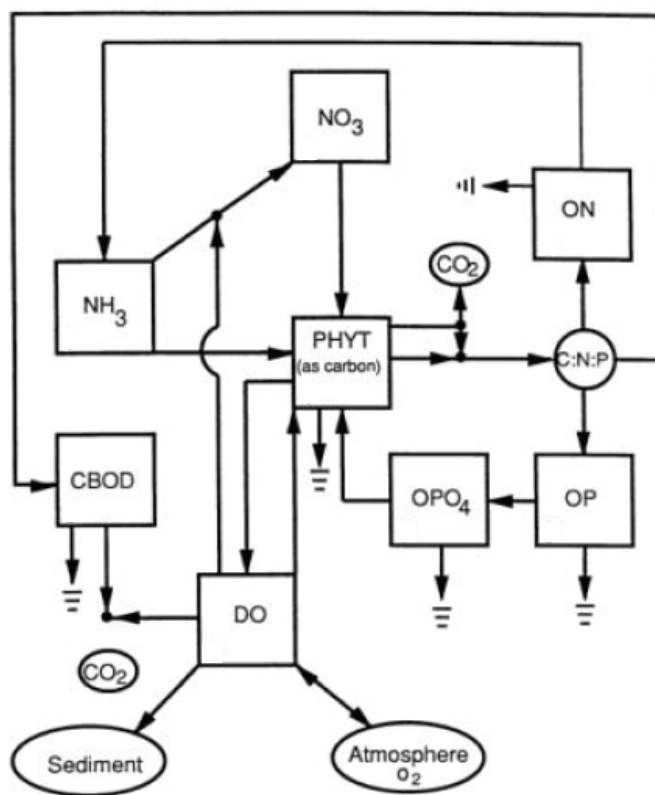 NO₃
ON
CO₂
NH₃
PHYT
(as carbon)
C:N:P
CBOD
OPO₄
OP
DO
CO₂
Sediment
Atmosphere
O₂